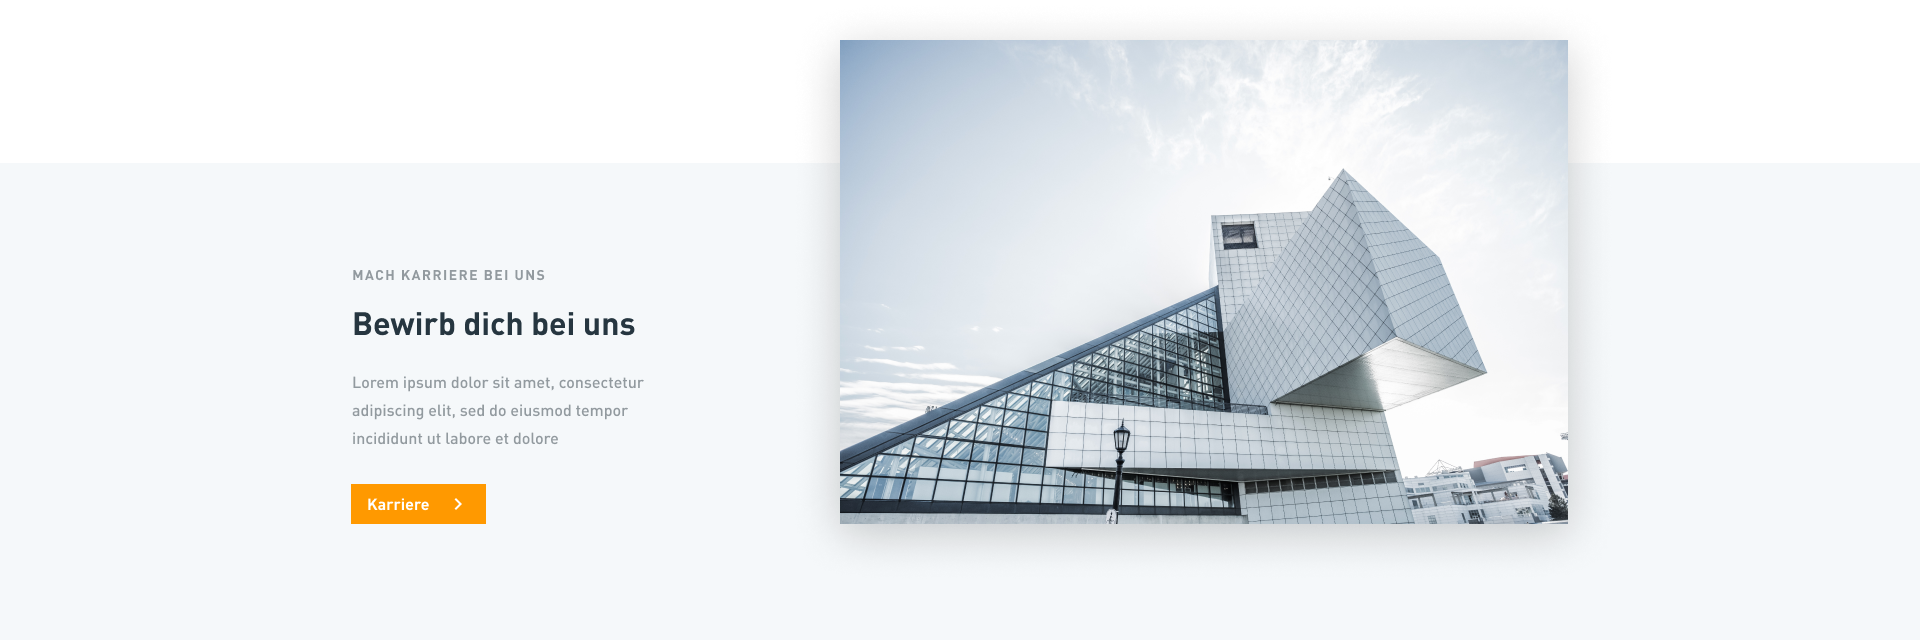 MACH KARRIERE BEI UNS
Bewirb dich bei uns
Lorem ipsum dolor sit amet, consectetur
adipiscing elit, sed do eiusmod tempor
incididunt ut labore et dolore
Karriere